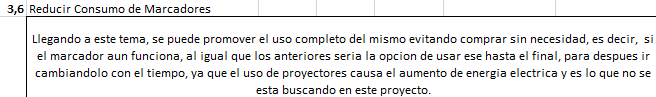 3,6 Reducir Consumo de Marcadores
Llegando a este tema, se puede promover el uso completo del mismo evitando comprar sin necesidad, es decir, si
el marcador aun funciona, al igual que los anteriores seria la opcion de usar ese hasta el final, para despues ir
cambiandolo con el tiempo, ya que el uso de proyectores causa el aumento de energia electrica y es lo que no se
esta buscando en este proyecto.